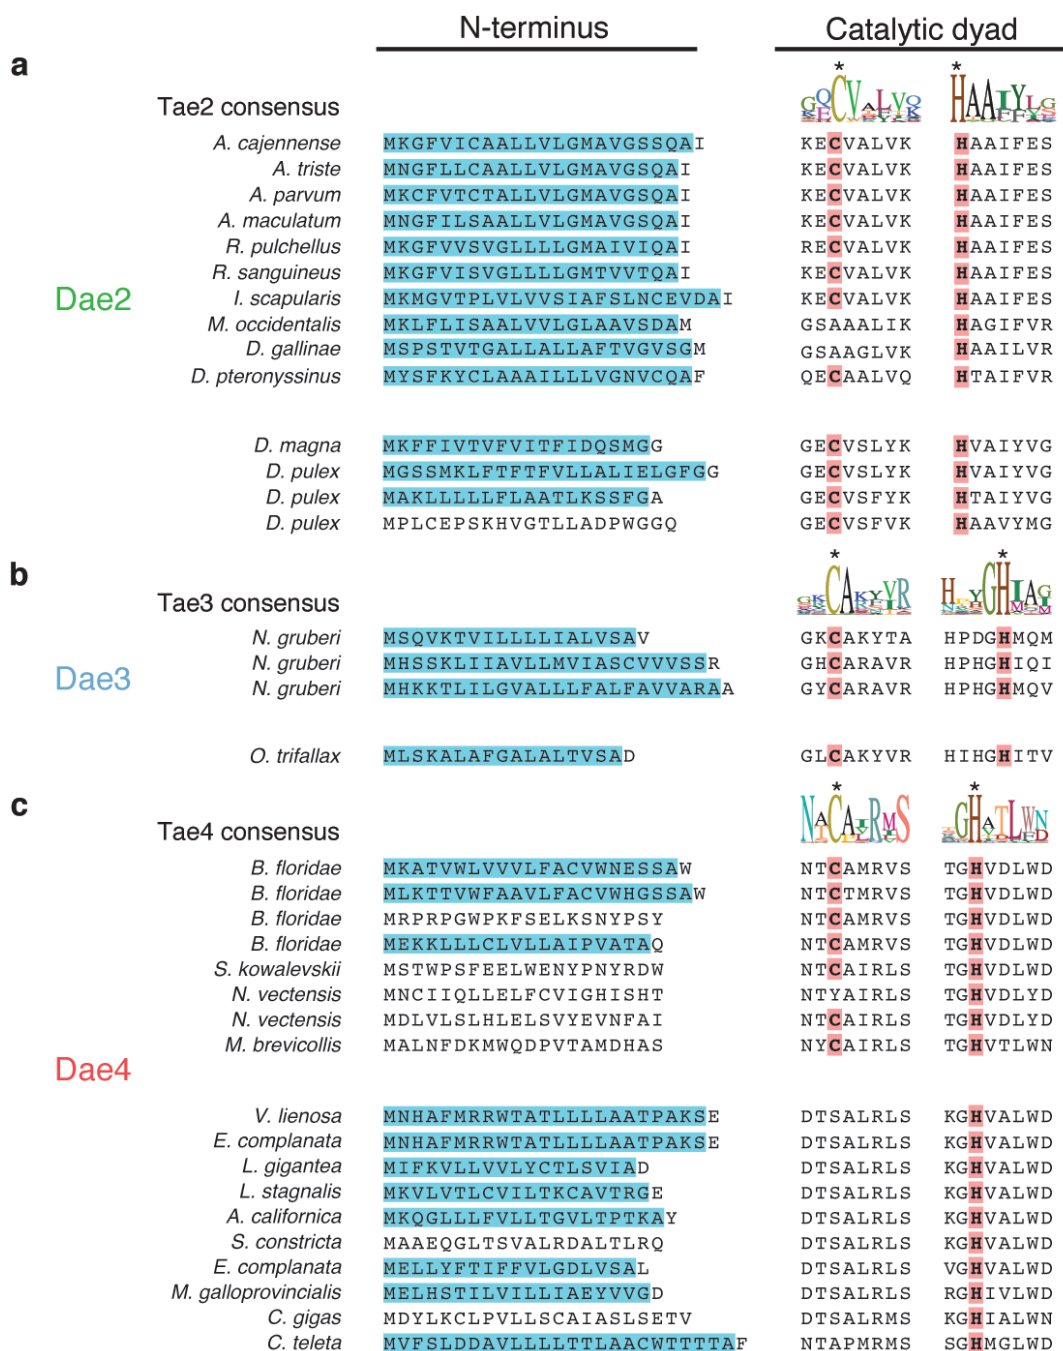 N-terminus Catalytic dyad
a
* *
Tae2 consensus
A. cajennense MKGFVICAALLVLGMAVGSSQAI KECVALVK HAAIFES
A. triste MNGFLLCAALLVLGMAVGSQAI KECVALVK HAAIFES
A. parvum MKCFVTCTALLVLGMAVGSQAI KECVALVK HAAIFES
A. maculatum MNGFILSAALLVLGMAVGSQAI KECVALVK HAAIFES
R. pulchellus MKGFVVSVGLLLLGMAIVIQAI RECVALVK HAAIFES
R. sanguineus MKGFVISVGLLLLGMTVVTQAI KECVALVK HAAIFES
Dae2
I. scapularis MKMGVTPLVLVVSIAFSLNCEVDAI KECVALVK HAAIFES
M. occidentalis MKLFLISAALVVLGLAAVSDAM GSAAALIK HAGIFVR
D. gallinae MSPSTVTGALLALLAFTVGVSGM GSAAGLVK HAAILVR
D. pteronyssinus MYSFKYCLAAAILLLVGNVCQAF QECAALVQ HTAIFVR
D. magna MKFFIVTVFVITFIDQSMGG GECVSLYK HVAIYVG
D. pulex MGSSMKLFTFTFVLLALIELGFGG GECVSLYK HVAIYVG
D. pulex MAKLLLLLFLAATLKSSFGA GECVSFYK HTAIYVG
D. pulex MPLCEPSKHVGTLLADPWGGQ GECVSFVK HAAVYMG
b
* *
Tae3 consensus
N. gruberi MSQVKTVILLLLIALVSAV GKCAKYTA HPDGHMQM
Dae3
N. gruberi MHSSKLIIAVLLMVIASCVVVSSR GHCARAVR HPHGHIQI
N. gruberi MHKKTLILGVALLLFALFAVVARAA GYCARAVR HPHGHMQV
O. trifallax MLSKALAFGALALTVSAD GLCAKYVR HIHGHITV
c
* *
Tae4 consensus
B. floridae MKATVWLVVVLFACVWNESSAW NTCAMRVS TGHVDLWD
B. floridae MLKTTVWFAAVLFACVWHGSSAW NTCTMRVS TGHVDLWD
B. floridae MRPRPGWPKFSELKSNYPSY NTCAMRVS TGHVDLWD
B. floridae MEKKLLLCLVLLAIPVATAQ NTCAMRVS TGHVDLWD
S. kowalevskii MSTWPSFEELWENYPNYRDW NTCAIRLS TGHVDLWD
N. vectensis MNCIIQLLELFCVIGHISHT NTYAIRLS TGHVDLYD
N. vectensis MDLVLSLHLELSVYEVNFAI NTCAIRLS TGHVDLYD
M. brevicollis MALNFDKMWQDPVTAMDHAS NYCAIRLS TGHVTLWN
Dae4
V. lienosa MNHAFMRRWTATLLLLAATPAKSE DTSALRLS KGHVALWD
E. complanata MNHAFMRRWTATLLLLAATPAKSE DTSALRLS KGHVALWD
L. gigantea MIFKVLLVVLYCTLSVIAD DTSALRLS KGHVALWD
L. stagnalis MKVLVTLCVILTKCAVTRGE DTSALRLS KGHVALWD
A. californica MKQGLLLFVLLTGVLTPTKAY DTSALRLS KGHVALWD
S. constricta MAAEQGLTSVALRDALTLRQ DTSALRLS KGHVALWD
E. complanata MELLYFTIFFVLGDLVSAL DTSALRLS VGHVALWD
M. galloprovincialis MELHSTILVILLIAEYVVGD DTSALRLS RGHIVLWD
C. gigas MDYLKCLPVLLSCAIASLSETV DTSALRMS KGHIALWN
C. teleta MVFSLDDAVLLLLTTLAACWTTTTAF NTAPMRMS SGHMGLWD